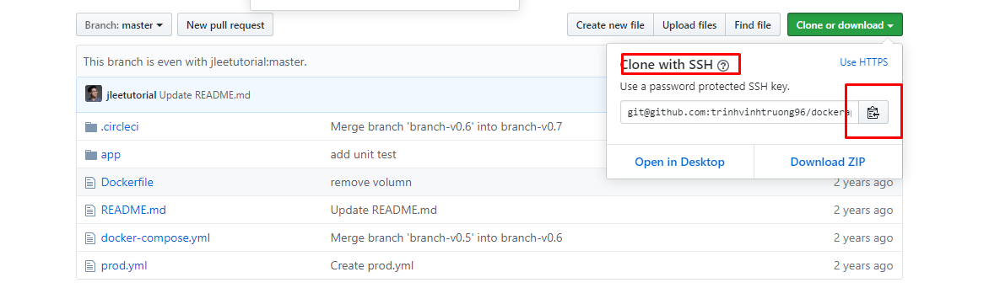 Branch: master
New pull request
Create new file
Upload files
Find file
Clone or download
This branch is even with jleetutorial:master.
Clone with SSH ?
Use HTTPS
Use a password protected SSH key.
git@github.com:trinhvinhtruong96/dockera
Open in Desktop
Download ZIP
jleetutorial Update README.md
.circleci Merge branch 'branch-v0.6' into branch-v0.7
app add unit test
Dockerfile remove volumn 2 years ago
README.md Update README.md 2 years ago
docker-compose.yml Merge branch 'branch-v0.5' into branch-v0.6 2 years ago
prod.yml Create prod.yml 2 years ago